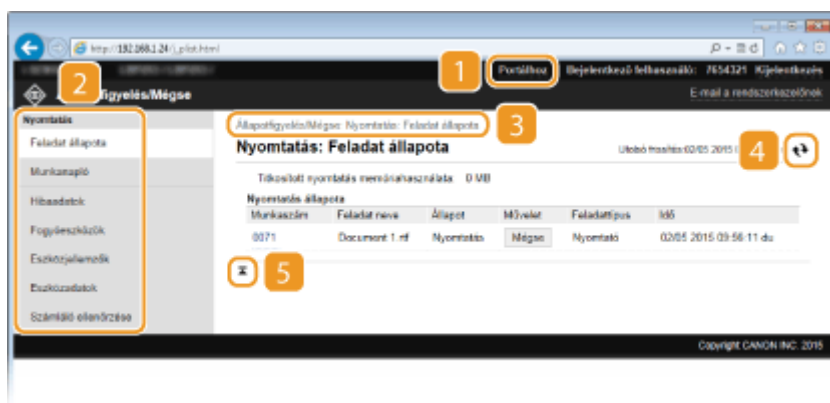 http://192.168.1.24/j_plot.html
1
Portálhoz Bejelentkező felhasználó: 7654321 Kijelentkezés
2
figyelés/Mégse
E-mail a rendszerkezelőnek
Nyomtatás
Feladat állapota
Munkanapló
Hibaadatok
Fogyóeszközök
Eszközjellemzők
Eszközadatok
Számláló ellenőrzése
Állapotfigyelés/Mégse: Nyomtatás: Feladat állapota
3
Nyomtatás: Feladat állapota
Utolsó frissítés:02/05 2015
4
Titkosított nyomtatás memóriahasználata: 0 MB
Nyomtatás állapota
Munkaszám Feladat neve Állapot Művelet Feladattípus Idő
0071 Document 1.rtf Nyomtatás Mégse Nyomtató 02/05 2015 09:56:11 du
5
Copyright CANON INC. 2015